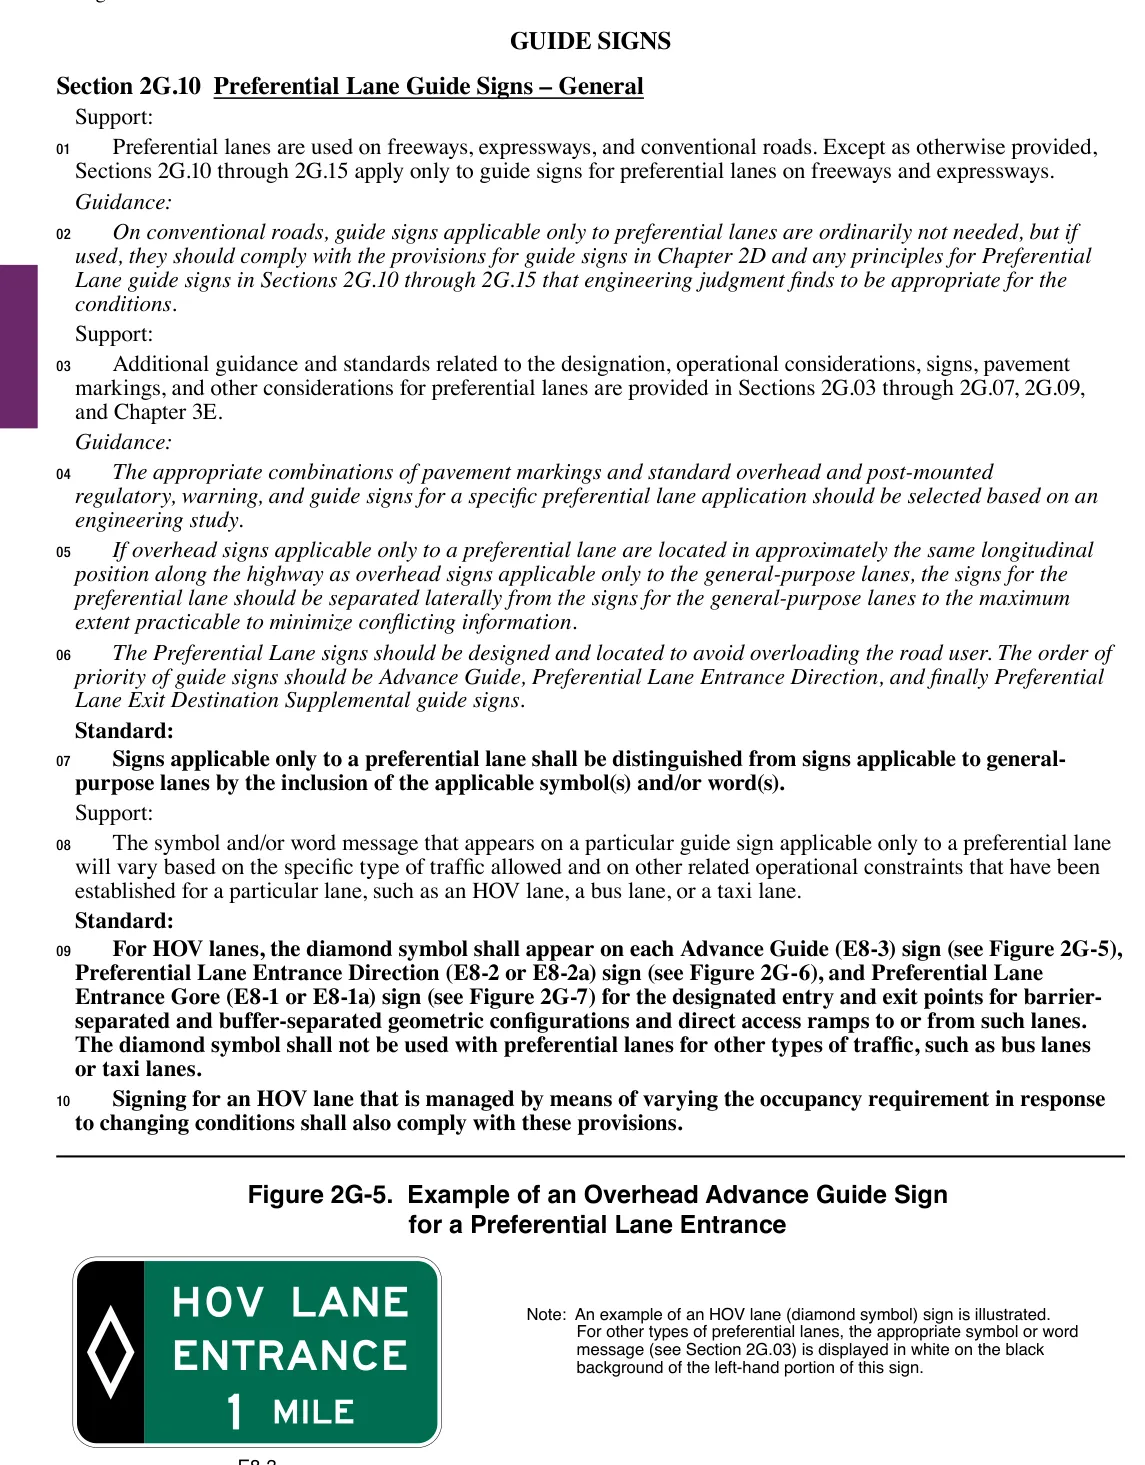 GUIDE SIGNS
Section 2G.10 Preferential Lane Guide Signs – General
Support:
01 Preferential lanes are used on freeways, expressways, and conventional roads. Except as otherwise provided,
Sections 2G.10 through 2G.15 apply only to guide signs for preferential lanes on freeways and expressways.
Guidance:
02 On conventional roads, guide signs applicable only to preferential lanes are ordinarily not needed, but if
used, they should comply with the provisions for guide signs in Chapter 2D and any principles for Preferential
Lane guide signs in Sections 2G.10 through 2G.15 that engineering judgment finds to be appropriate for the
conditions.
Support:
03 Additional guidance and standards related to the designation, operational considerations, signs, pavement
markings, and other considerations for preferential lanes are provided in Sections 2G.03 through 2G.07, 2G.09,
and Chapter 3E.
Guidance:
04 The appropriate combinations of pavement markings and standard overhead and post-mounted
regulatory, warning, and guide signs for a specific preferential lane application should be selected based on an
engineering study.
05 If overhead signs applicable only to a preferential lane are located in approximately the same longitudinal
position along the highway as overhead signs applicable only to the general-purpose lanes, the signs for the
preferential lane should be separated laterally from the signs for the general-purpose lanes to the maximum
extent practicable to minimize conflicting information.
06 The Preferential Lane signs should be designed and located to avoid overloading the road user. The order of
priority of guide signs should be Advance Guide, Preferential Lane Entrance Direction, and finally Preferential
Lane Exit Destination Supplemental guide signs.
Standard:
07 Signs applicable only to a preferential lane shall be distinguished from signs applicable to general-
purpose lanes by the inclusion of the applicable symbol(s) and/or word(s).
Support:
08 The symbol and/or word message that appears on a particular guide sign applicable only to a preferential lane
will vary based on the specific type of traffic allowed and on other related operational constraints that have been
established for a particular lane, such as an HOV lane, a bus lane, or a taxi lane.
Standard:
09 For HOV lanes, the diamond symbol shall appear on each Advance Guide (E8-3) sign (see Figure 2G-5),
Preferential Lane Entrance Direction (E8-2 or E8-2a) sign (see Figure 2G-6), and Preferential Lane
Entrance Gore (E8-1 or E8-1a) sign (see Figure 2G-7) for the designated entry and exit points for barrier-
separated and buffer-separated geometric configurations and direct access ramps to or from such lanes.
The diamond symbol shall not be used with preferential lanes for other types of traffic, such as bus lanes
or taxi lanes.
10 Signing for an HOV lane that is managed by means of varying the occupancy requirement in response
to changing conditions shall also comply with these provisions.
Figure 2G-5. Example of an Overhead Advance Guide Sign
for a Preferential Lane Entrance
HOV LANE
ENTRANCE
1 MILE
Note: An example of an HOV lane (diamond symbol) sign is illustrated.
For other types of preferential lanes, the appropriate symbol or word
message (see Section 2G.03) is displayed in white on the black
background of the left-hand portion of this sign.